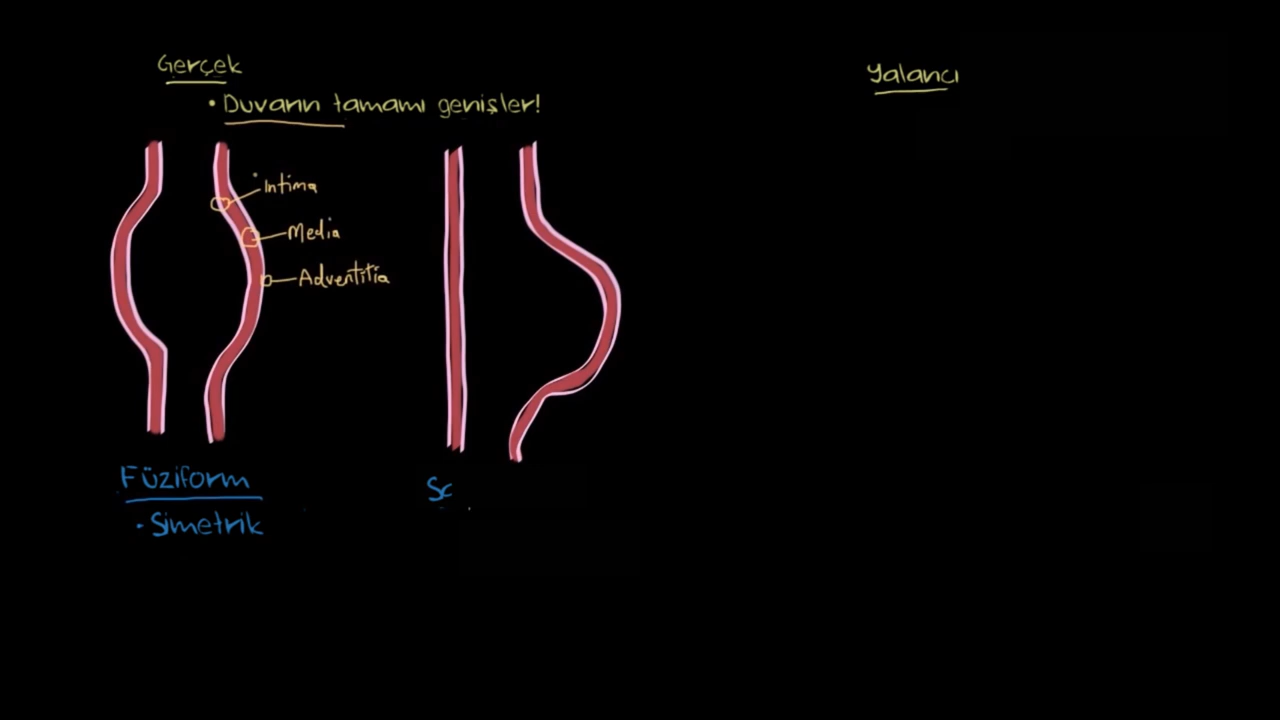 Gerçek
• Duvarın tamamı genişler!
Yalancı
Intima
Media
Adventitia
Füziform
• Simetrik
Sc